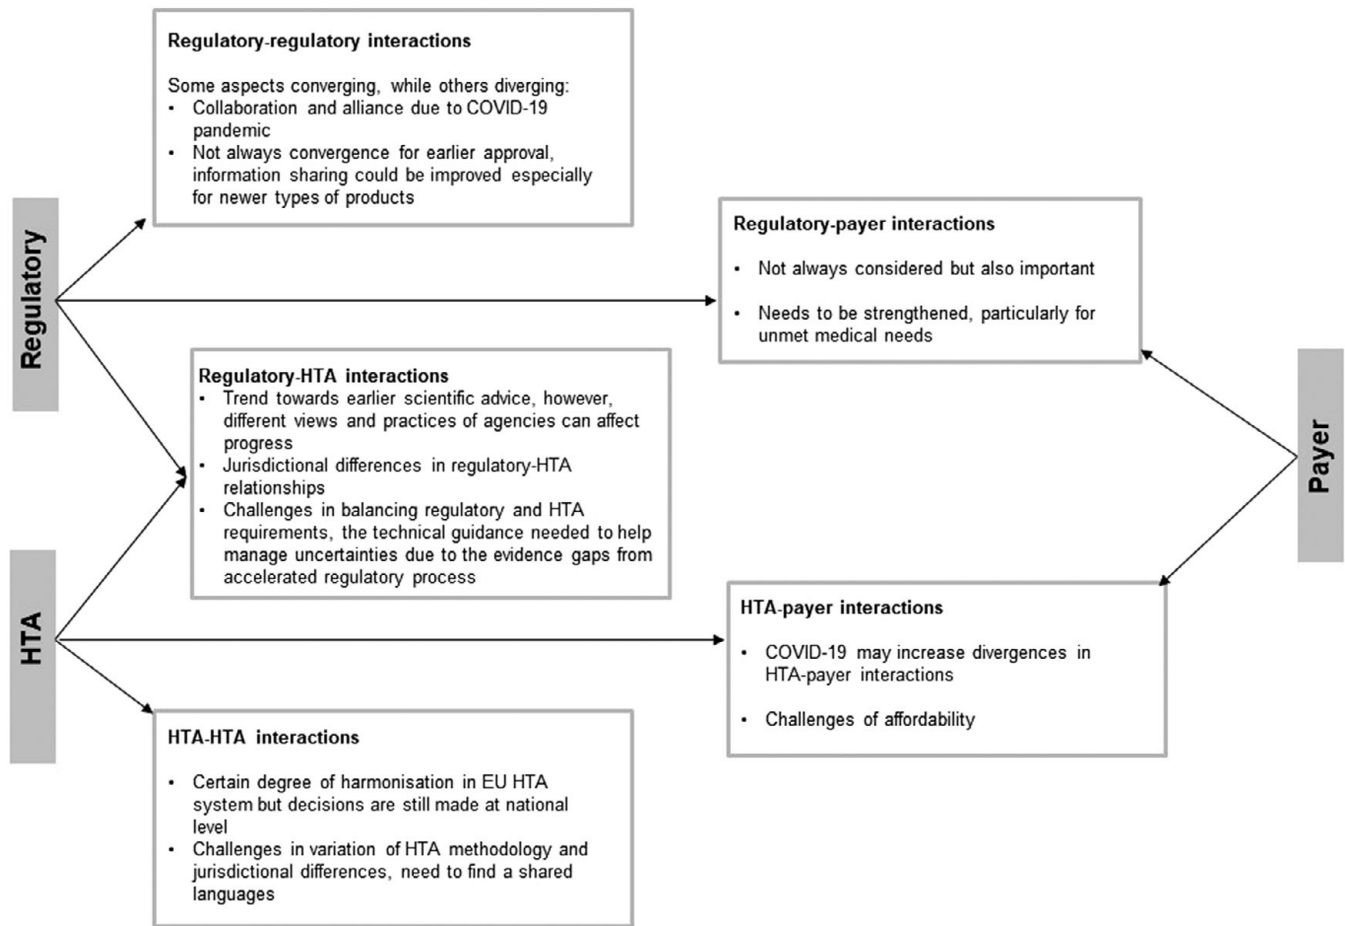 Regulatory-regulatory interactions
Some aspects converging, while others diverging:
• Collaboration and alliance due to COVID-19
pandemic
• Not always convergence for earlier approval,
information sharing could be improved especially
for newer types of products
Regulatory
Regulatory-payer interactions
• Not always considered but also important
• Needs to be strengthened, particularly for
unmet medical needs
Regulatory-HTA interactions
• Trend towards earlier scientific advice, however,
different views and practices of agencies can affect
progress
• Jurisdictional differences in regulatory-HTA
relationships
• Challenges in balancing regulatory and HTA
requirements, the technical guidance needed to help
manage uncertainties due to the evidence gaps from
accelerated regulatory process
Payer
HTA
HTA-payer interactions
• COVID-19 may increase divergences in
HTA-payer interactions
• Challenges of affordability
HTA-HTA interactions
• Certain degree of harmonisation in EU HTA
system but decisions are still made at national
level
• Challenges in variation of HTA methodology and
jurisdictional differences, need to find a shared
languages